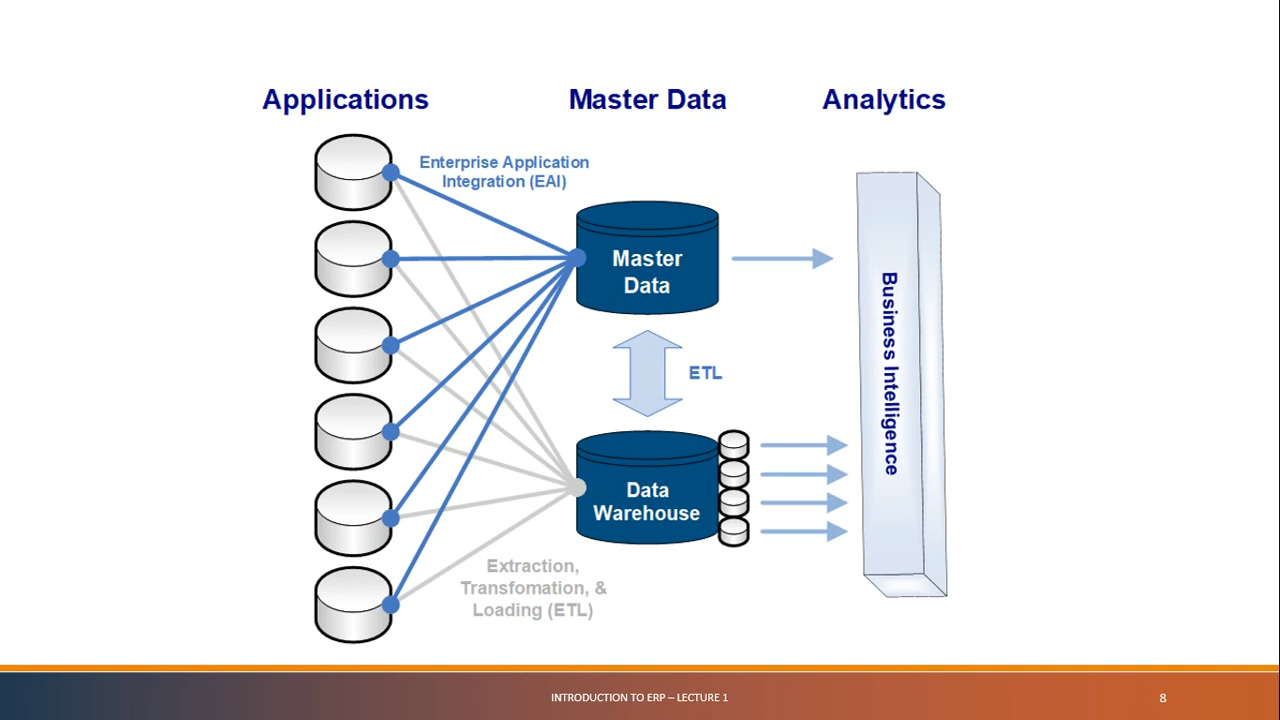 Applications
Master Data
Analytics
Enterprise Application
Integration (EAI)
Master
Data
ETL
Data
Warehouse
Business Intelligence
Extraction,
Transfomation, &
Loading (ETL)
INTRODUCTION TO ERP – LECTURE 1
8